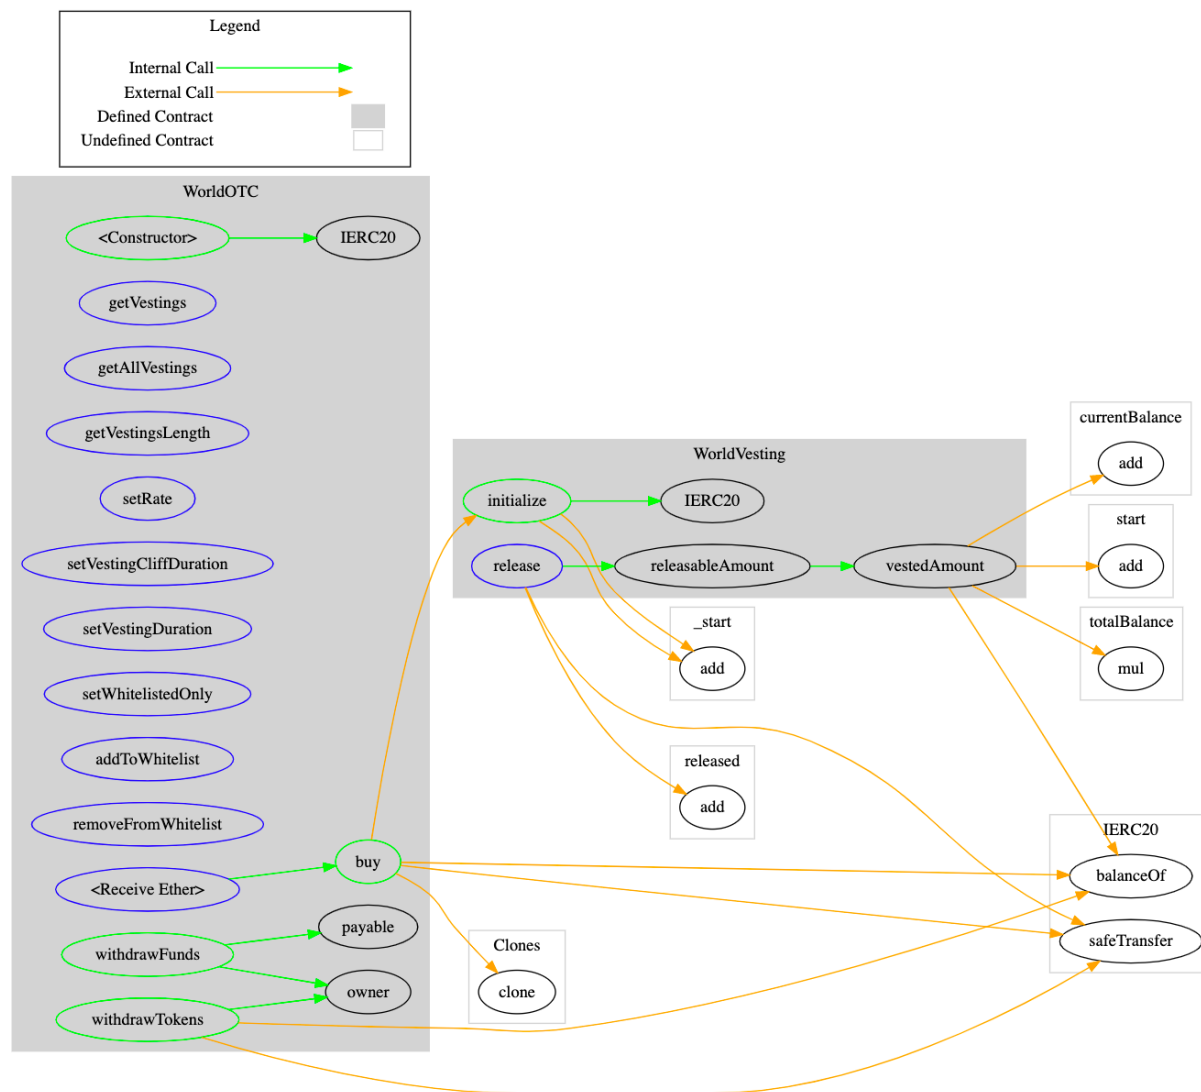 Legend
Internal Call
External Call
Defined Contract
Undefined Contract
WorldOTC
<Constructor>
IERC20
getVestings
getAllVestings
getVestingsLength
setRate
setVestingCliffDuration
setVestingDuration
setWhitelistedOnly
addToWhitelist
removeFromWhitelist
<Receive Ether>
buy
withdrawFunds
payable
withdrawTokens
owner
WorldVesting
initialize
IERC20
release
releasableAmount
vestedAmount
_start
add
released
add
Clones
clone
currentBalance
add
start
add
totalBalance
mul
IERC20
balanceOf
safeTransfer